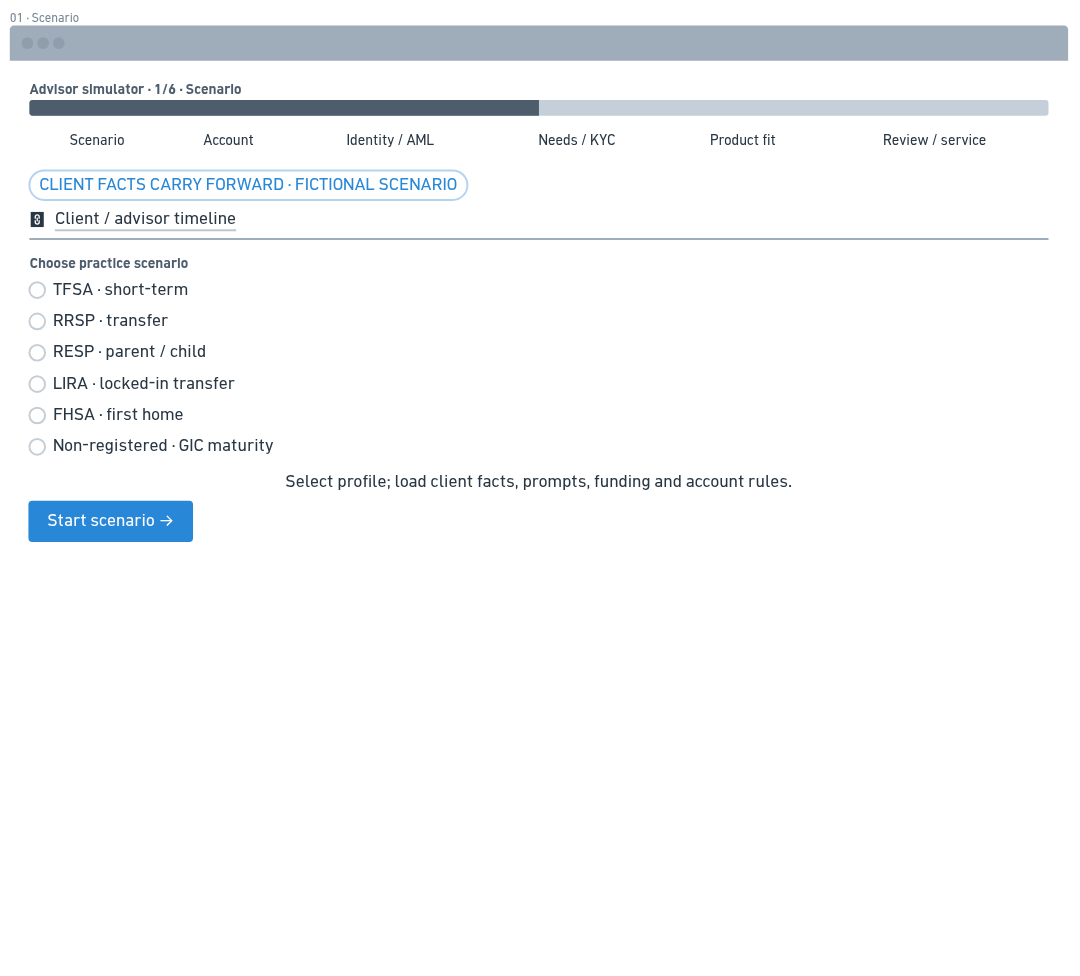 01 · Scenario
Advisor simulator · 1/6 · Scenario
Scenario Account Identity / AML Needs / KYC Product fit Review / service
CLIENT FACTS CARRY FORWARD · FICTIONAL SCENARIO
Client / advisor timeline
Choose practice scenario
TFSA · short-term
RRSP · transfer
RESP · parent / child
LIRA · locked-in transfer
FHSA · first home
Non-registered · GIC maturity
Select profile; load client facts, prompts, funding and account rules.
Start scenario →